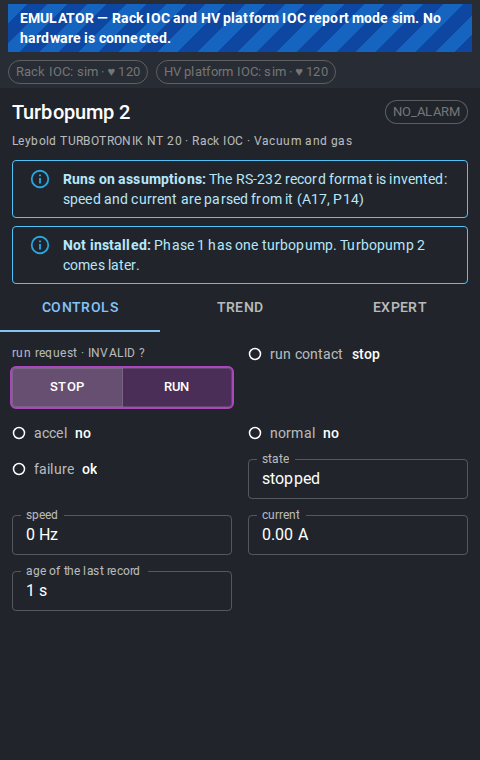 EMULATOR — Rack IOC and HV platform IOC report mode sim. No
hardware is connected.
Rack IOC: sim · ♥ 120
HV platform IOC: sim · ♥ 120
Turbopump 2
NO_ALARM
Leybold TURBOTRONIK NT 20 · Rack IOC · Vacuum and gas
Runs on assumptions: The RS-232 record format is invented:
speed and current are parsed from it (A17, P14)
Not installed: Phase 1 has one turbopump. Turbopump 2
comes later.
CONTROLS
TREND
EXPERT
run request · INVALID ?
STOP
RUN
run contact stop
accel no
normal no
failure ok
state
stopped
speed
0 Hz
current
0.00 A
age of the last record
1 s